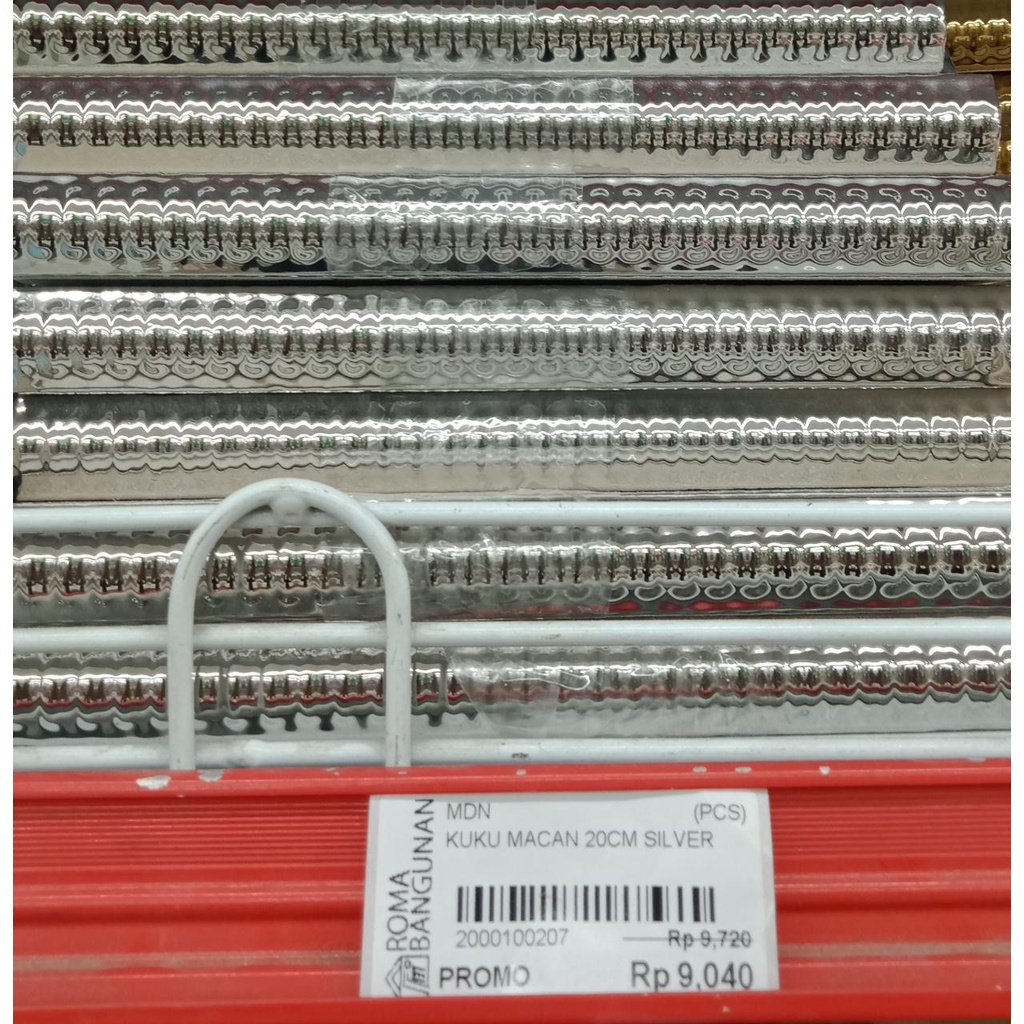 ROMA
BANGUNAN
MDN (PCS)
KUKU MACAN 20CM SILVER
2000100207 Rp 9,720
PROMO Rp 9,040